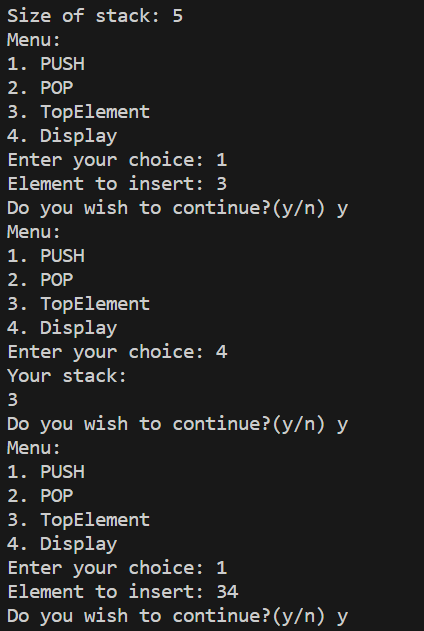 Size of stack: 5
Menu:
1. PUSH
2. POP
3. TopElement
4. Display
Enter your choice: 1
Element to insert: 3
Do you wish to continue?(y/n) y
Menu:
1. PUSH
2. POP
3. TopElement
4. Display
Enter your choice: 4
Your stack:
3
Do you wish to continue?(y/n) y
Menu:
1. PUSH
2. POP
3. TopElement
4. Display
Enter your choice: 1
Element to insert: 34
Do you wish to continue?(y/n) y